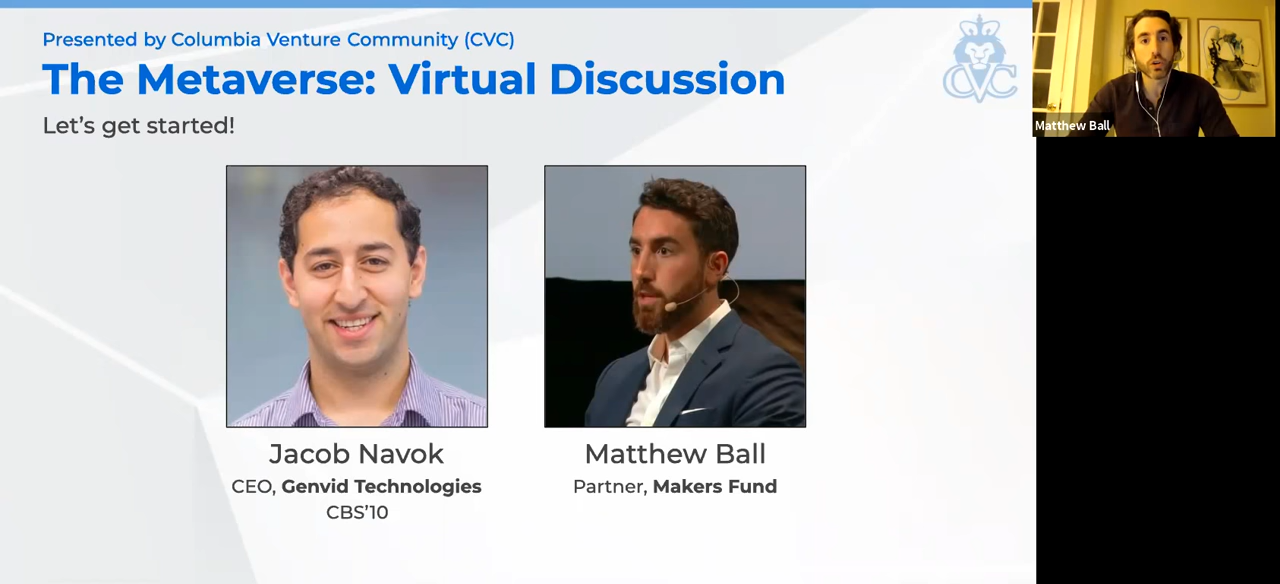 Presented by Columbia Venture Community (CVC)
The Metaverse: Virtual Discussion
Let's get started!
CVC
Matthew Ball
Jacob Navok
CEO, Genvid Technologies
CBS'10
Matthew Ball
Partner, Makers Fund